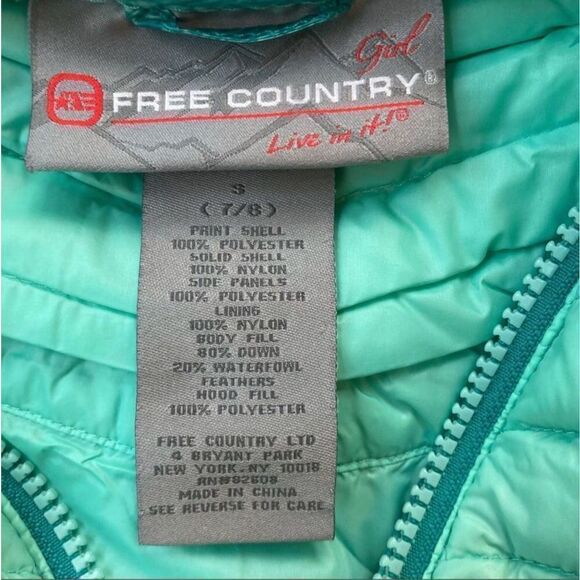 Girl
FREE COUNTRY®
Live in it!®
S
(7/8)
PRINT SHELL
100% POLYESTER
SOLID SHELL
100% NYLON
SIDE PANELS
100% POLYESTER
LINING
100% NYLON
BODY FILL
80% DOWN
20% WATERFOWL
FEATHERS
HOOD FILL
100% POLYESTER
FREE COUNTRY LTD
4 BRYANT PARK
NEW YORK.NY 10018
RN#82608
MADE IN CHINA
SEE REVERSE FOR CARE